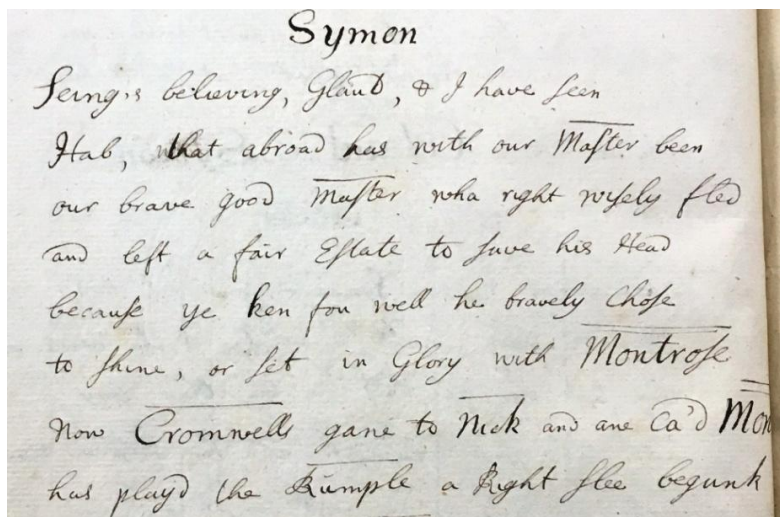 Symon
Seing,s believing, Glaud, & I have seen
Hab, that abroad has with our Master been
our brave good Master wha right wisely fled
and left a fair Estate to save his Head
because ye ken fou well he bravely Chose
to shine, or set in Glory with Montrose
Now Cromwells gane to Nick and ane Ca'd Mon
has playd the Rumple a Right slee begunk